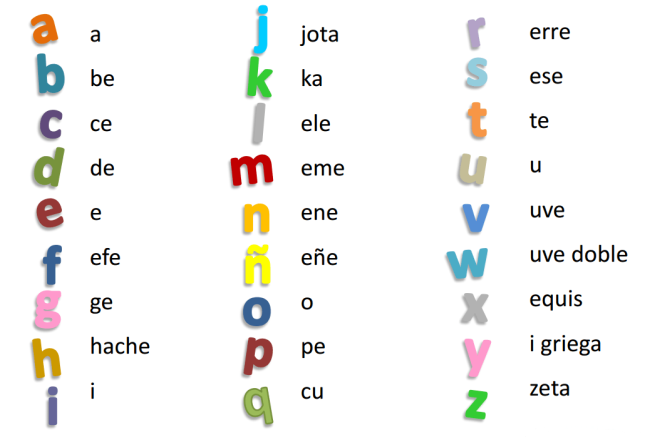 a a
b be
c ce
d de
e e
f efe
g ge
h hache
i i
j jota
k ka
l ele
m eme
n ene
ñ eñe
o o
p pe
q cu
r erre
s ese
t te
u u
v uve
w uve doble
x equis
y i griega
z zeta